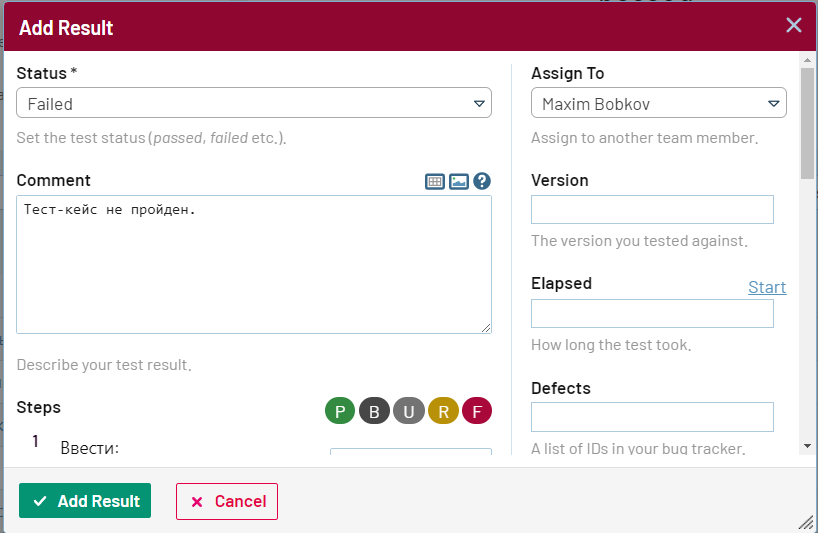 Add Result
Status *
Failed
Set the test status (passed, failed etc.).
Comment
?
Тест-кейс не пройден.
Describe your test result.
Steps
P B U R F
1
Ввести:
Assign To
Maxim Bobkov
Assign to another team member.
Version
The version you tested against.
Elapsed
Start
How long the test took.
Defects
A list of IDs in your bug tracker.
Add Result
Cancel